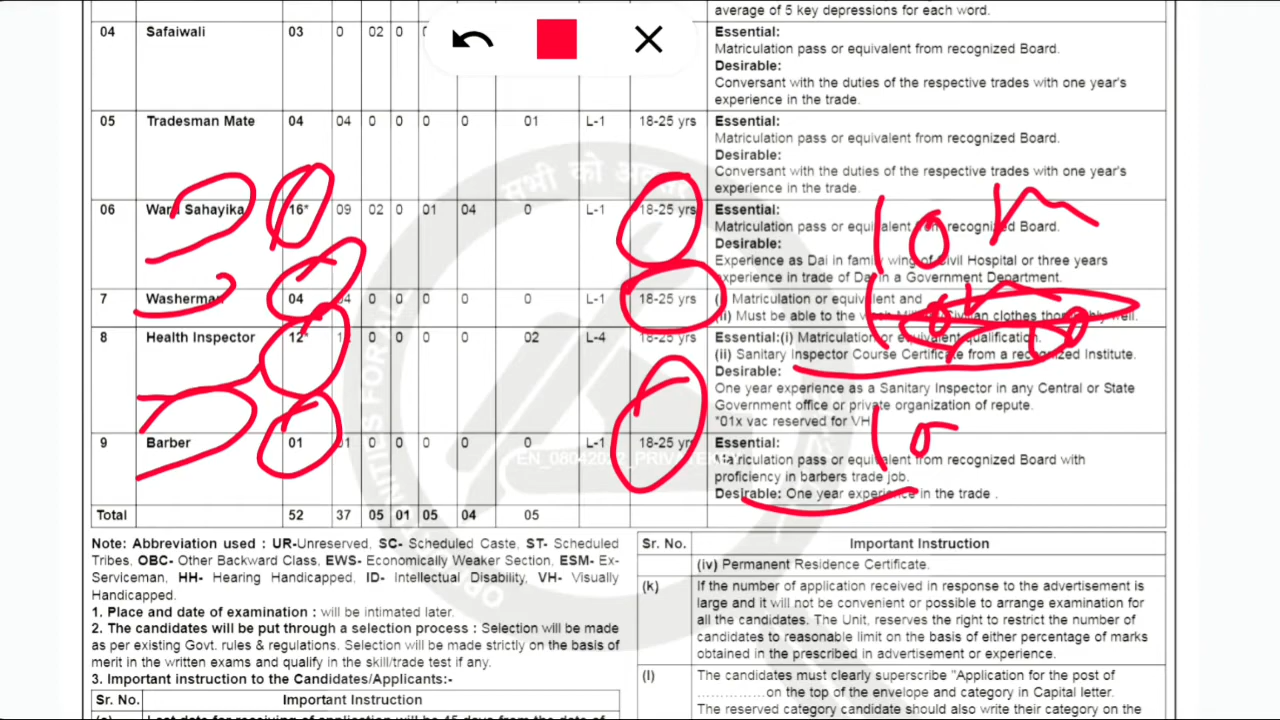 average of 5 key depressions for each word.
04 Safaiwali 03 0 02 0
Essential:
Matriculation pass or equivalent from recognized Board.
Desirable:
Conversant with the duties of the respective trades with one year's
experience in the trade.
05 Tradesman Mate 04 04 0 0 0 0 01 L-1 18-25 yrs
Essential:
Matriculation pass or equivalent from recognized Board.
Desirable:
Conversant with the duties of the respective trades with one year's
experience in the trade.
06 Ward Sahayika 16* 09 02 0 01 04 0 L-1 18-25 yrs
Essential:
Matriculation pass or equivalent from recognized Board.
Desirable:
Experience as Dai in family wing of Civil Hospital or three years
experience in trade of Dai in a Government Department.
7 Washerman 04 04 0 0 0 0 0 L-1 18-25 yrs
(i) Matriculation or equivalent and
(ii) Must be able to the wash Military/Civilian clothes thoroughly well.
8 Health Inspector 12* 0 0 0 0 02 L-4 18-25 yrs
Essential:(i) Matriculation or equivalent qualification.
(ii) Sanitary Inspector Course Certificate from a recognized Institute.
Desirable:
One year experience as a Sanitary Inspector in any Central or State
Government office or private organization of repute.
*01x vac reserved for VH
9 Barber 01 01 0 0 0 0 0 L-1 18-25 yrs
Essential:
Matriculation pass or equivalent from recognized Board with
proficiency in barbers trade job.
Desirable: One year experience in the trade .
Total 52 37 05 01 05 04 05
सभी को अवसर
EN_08042022_PRIVATEJOB
10
10
Note: Abbreviation used : UR-Unreserved, SC- Scheduled Caste, ST- Scheduled
Tribes, OBC- Other Backward Class, EWS- Economically Weaker Section, ESM- Ex-
Serviceman, HH- Hearing Handicapped, ID- Intellectual Disability, VH- Visually
Handicapped.
1. Place and date of examination : will be intimated later.
2. The candidates will be put through a selection process : Selection will be made
as per existing Govt. rules & regulations. Selection will be made strictly on the basis of
merit in the written exams and qualify in the skill/trade test if any.
3. Important instruction to the Candidates/Applicants:-
Sr. No. Important Instruction
Last date for receiving of application will be 45 days from the date of
Sr. No. Important Instruction
(iv) Permanent Residence Certificate.
(k) If the number of application received in response to the advertisement is
large and it will not be convenient or possible to arrange examination for
all the candidates. The Unit, reserves the right to restrict the number of
candidates to reasonable limit on the basis of either percentage of marks
obtained in the prescribed in advertisement or experience.
(l) The candidates must clearly superscribe "Application for the post of
……………on the top of the envelope and category in Capital letter.
The reserved category candidate should also write their category on the